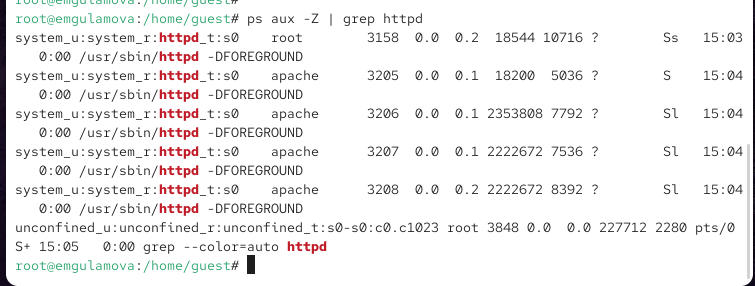 root@emgulamova:/home/guest#
root@emgulamova:/home/guest# ps aux -Z | grep httpd
system_u:system_r:httpd_t:s0    root        3158  0.0  0.2  18544 10716 ?        Ss   15:03
   0:00 /usr/sbin/httpd -DFOREGROUND
system_u:system_r:httpd_t:s0    apache      3205  0.0  0.1  18200  5036 ?        S    15:04
   0:00 /usr/sbin/httpd -DFOREGROUND
system_u:system_r:httpd_t:s0    apache      3206  0.0  0.1 2353808 7792 ?        Sl   15:04
   0:00 /usr/sbin/httpd -DFOREGROUND
system_u:system_r:httpd_t:s0    apache      3207  0.0  0.1 2222672 7536 ?        Sl   15:04
   0:00 /usr/sbin/httpd -DFOREGROUND
system_u:system_r:httpd_t:s0    apache      3208  0.0  0.2 2222672 8392 ?        Sl   15:04
   0:00 /usr/sbin/httpd -DFOREGROUND
unconfined_u:unconfined_r:unconfined_t:s0-s0:c0.c1023 root 3848 0.0  0.0 227712 2280 pts/0
S+ 15:05   0:00 grep --color=auto httpd
root@emgulamova:/home/guest#